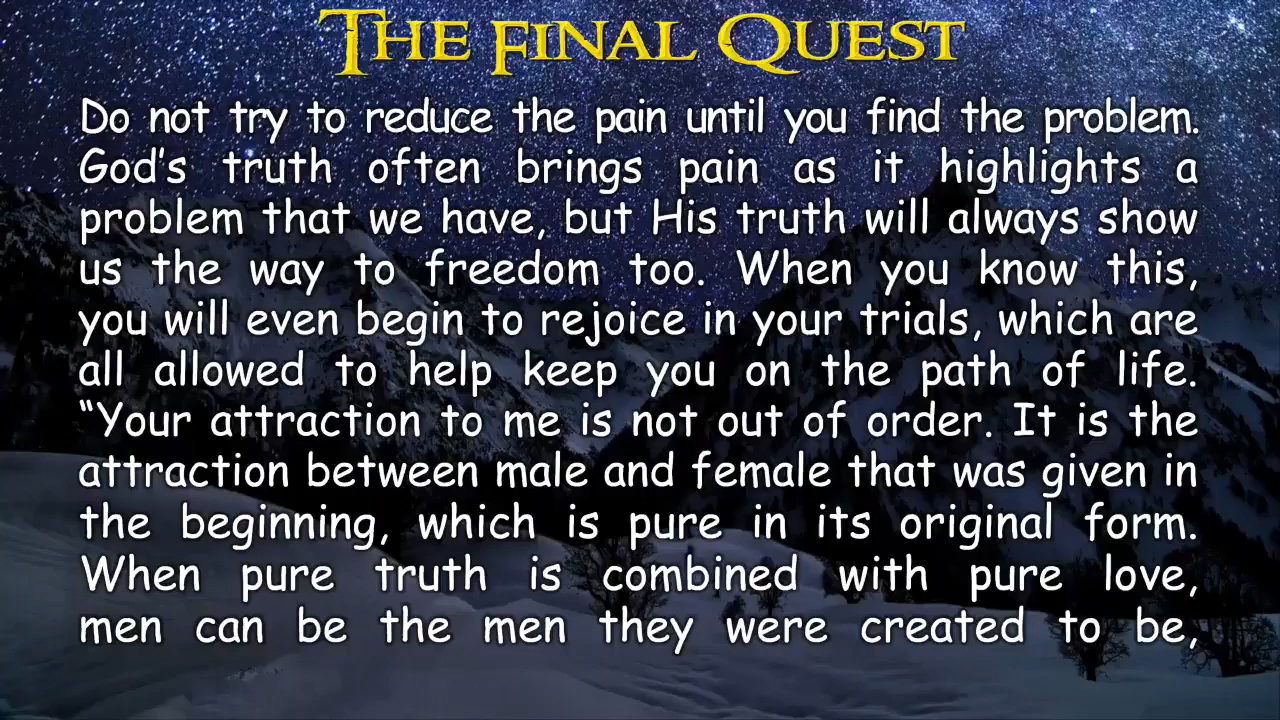 The Final Quest
Do not try to reduce the pain until you find the problem.
God's truth often brings pain as it highlights a
problem that we have, but His truth will always show
us the way to freedom too. When you know this,
you will even begin to rejoice in your trials, which are
all allowed to help keep you on the path of life.
“Your attraction to me is not out of order. It is the
attraction between male and female that was given in
the beginning, which is pure in its original form.
When pure truth is combined with pure love,
men can be the men they were created to be,